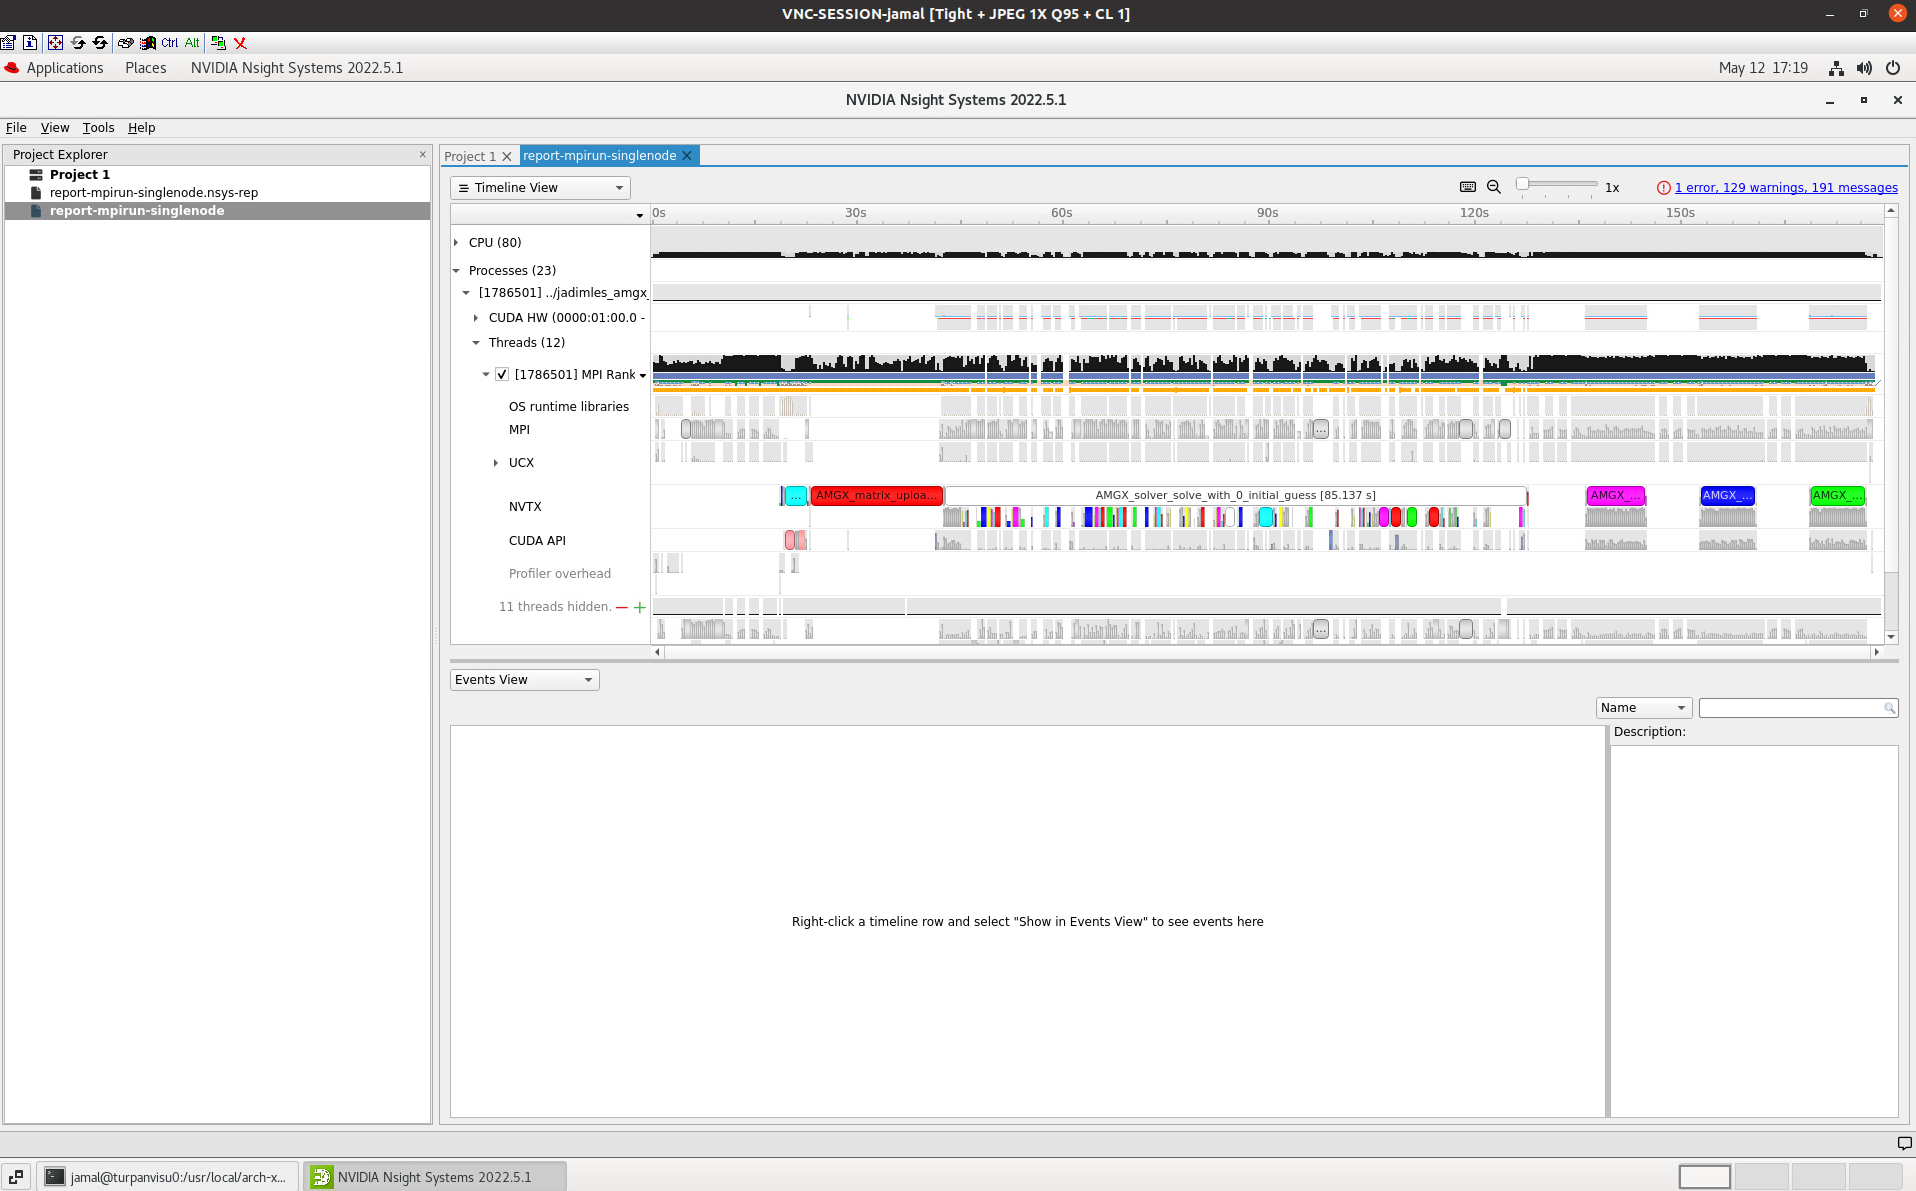 VNC-SESSION-jamal [Tight + JPEG 1X Q95 + CL 1]
Ctrl Alt
Applications Places NVIDIA Nsight Systems 2022.5.1 May 12 17:19
NVIDIA Nsight Systems 2022.5.1
File View Tools Help
Project Explorer
Project 1
report-mpirun-singlenode.nsys-rep
report-mpirun-singlenode
Project 1 report-mpirun-singlenode
Timeline View 1x 1 error, 129 warnings, 191 messages
0s 30s 60s 90s 120s 150s
CPU (80)
Processes (23)
[1786501] ../jadimles_amgx_
CUDA HW (0000:01:00.0 -
Threads (12)
[1786501] MPI Rank
OS runtime libraries
MPI ...
UCX
... AMGX_matrix_uploa... AMGX_solver_solve_with_0_initial_guess [85.137 s] AMGX_... AMGX_... AMGX_...
NVTX
CUDA API
Profiler overhead
11 threads hidden. — +
...
Events View
Name
Description:
Right-click a timeline row and select "Show in Events View" to see events here
jamal@turpanvisu0:/usr/local/arch-x... NVIDIA Nsight Systems 2022.5.1